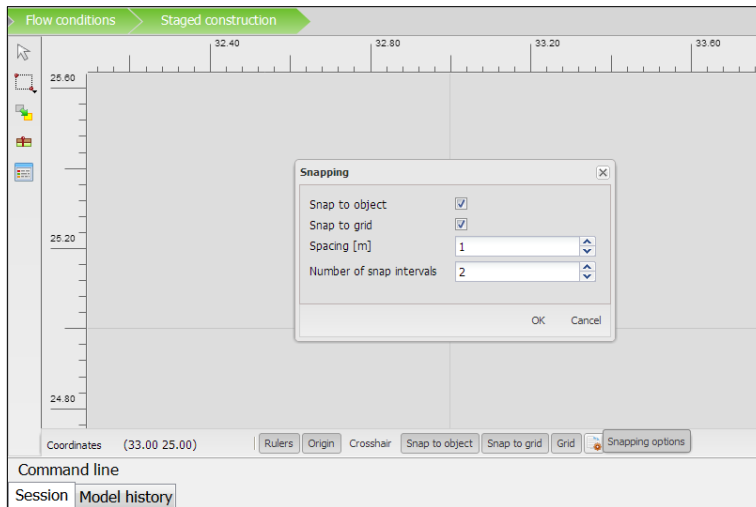 Flow conditions Staged construction
32.40 32.80 33.20 33.60
25.60
Snapping
Snap to object
Snap to grid
25.20
Spacing [m] 1
Number of snap intervals 2
OK Cancel
24.80
Coordinates (33.00 25.00) Rulers Origin Crosshair Snap to object Snap to grid Grid Snapping options
Command line
Session Model history